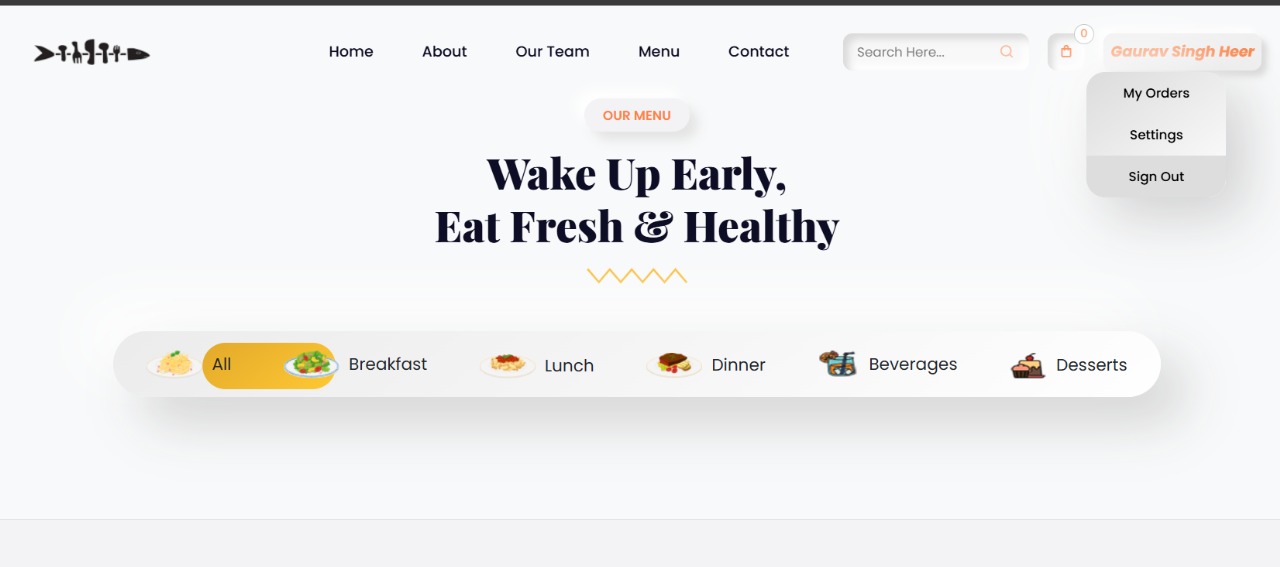 Home About Our Team Menu Contact Search Here... 0 Gaurav Singh Heer
My Orders
Settings
Sign Out
OUR MENU
Wake Up Early,
Eat Fresh & Healthy
All Breakfast Lunch Dinner Beverages Desserts